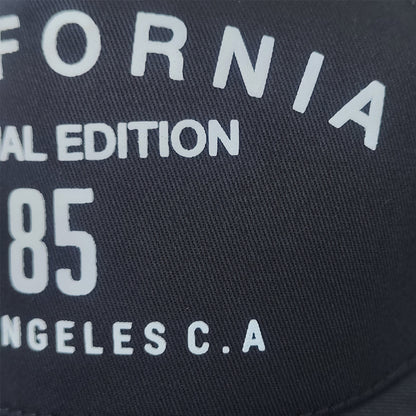 FORNIA
AL EDITION
85
NGELES C.A